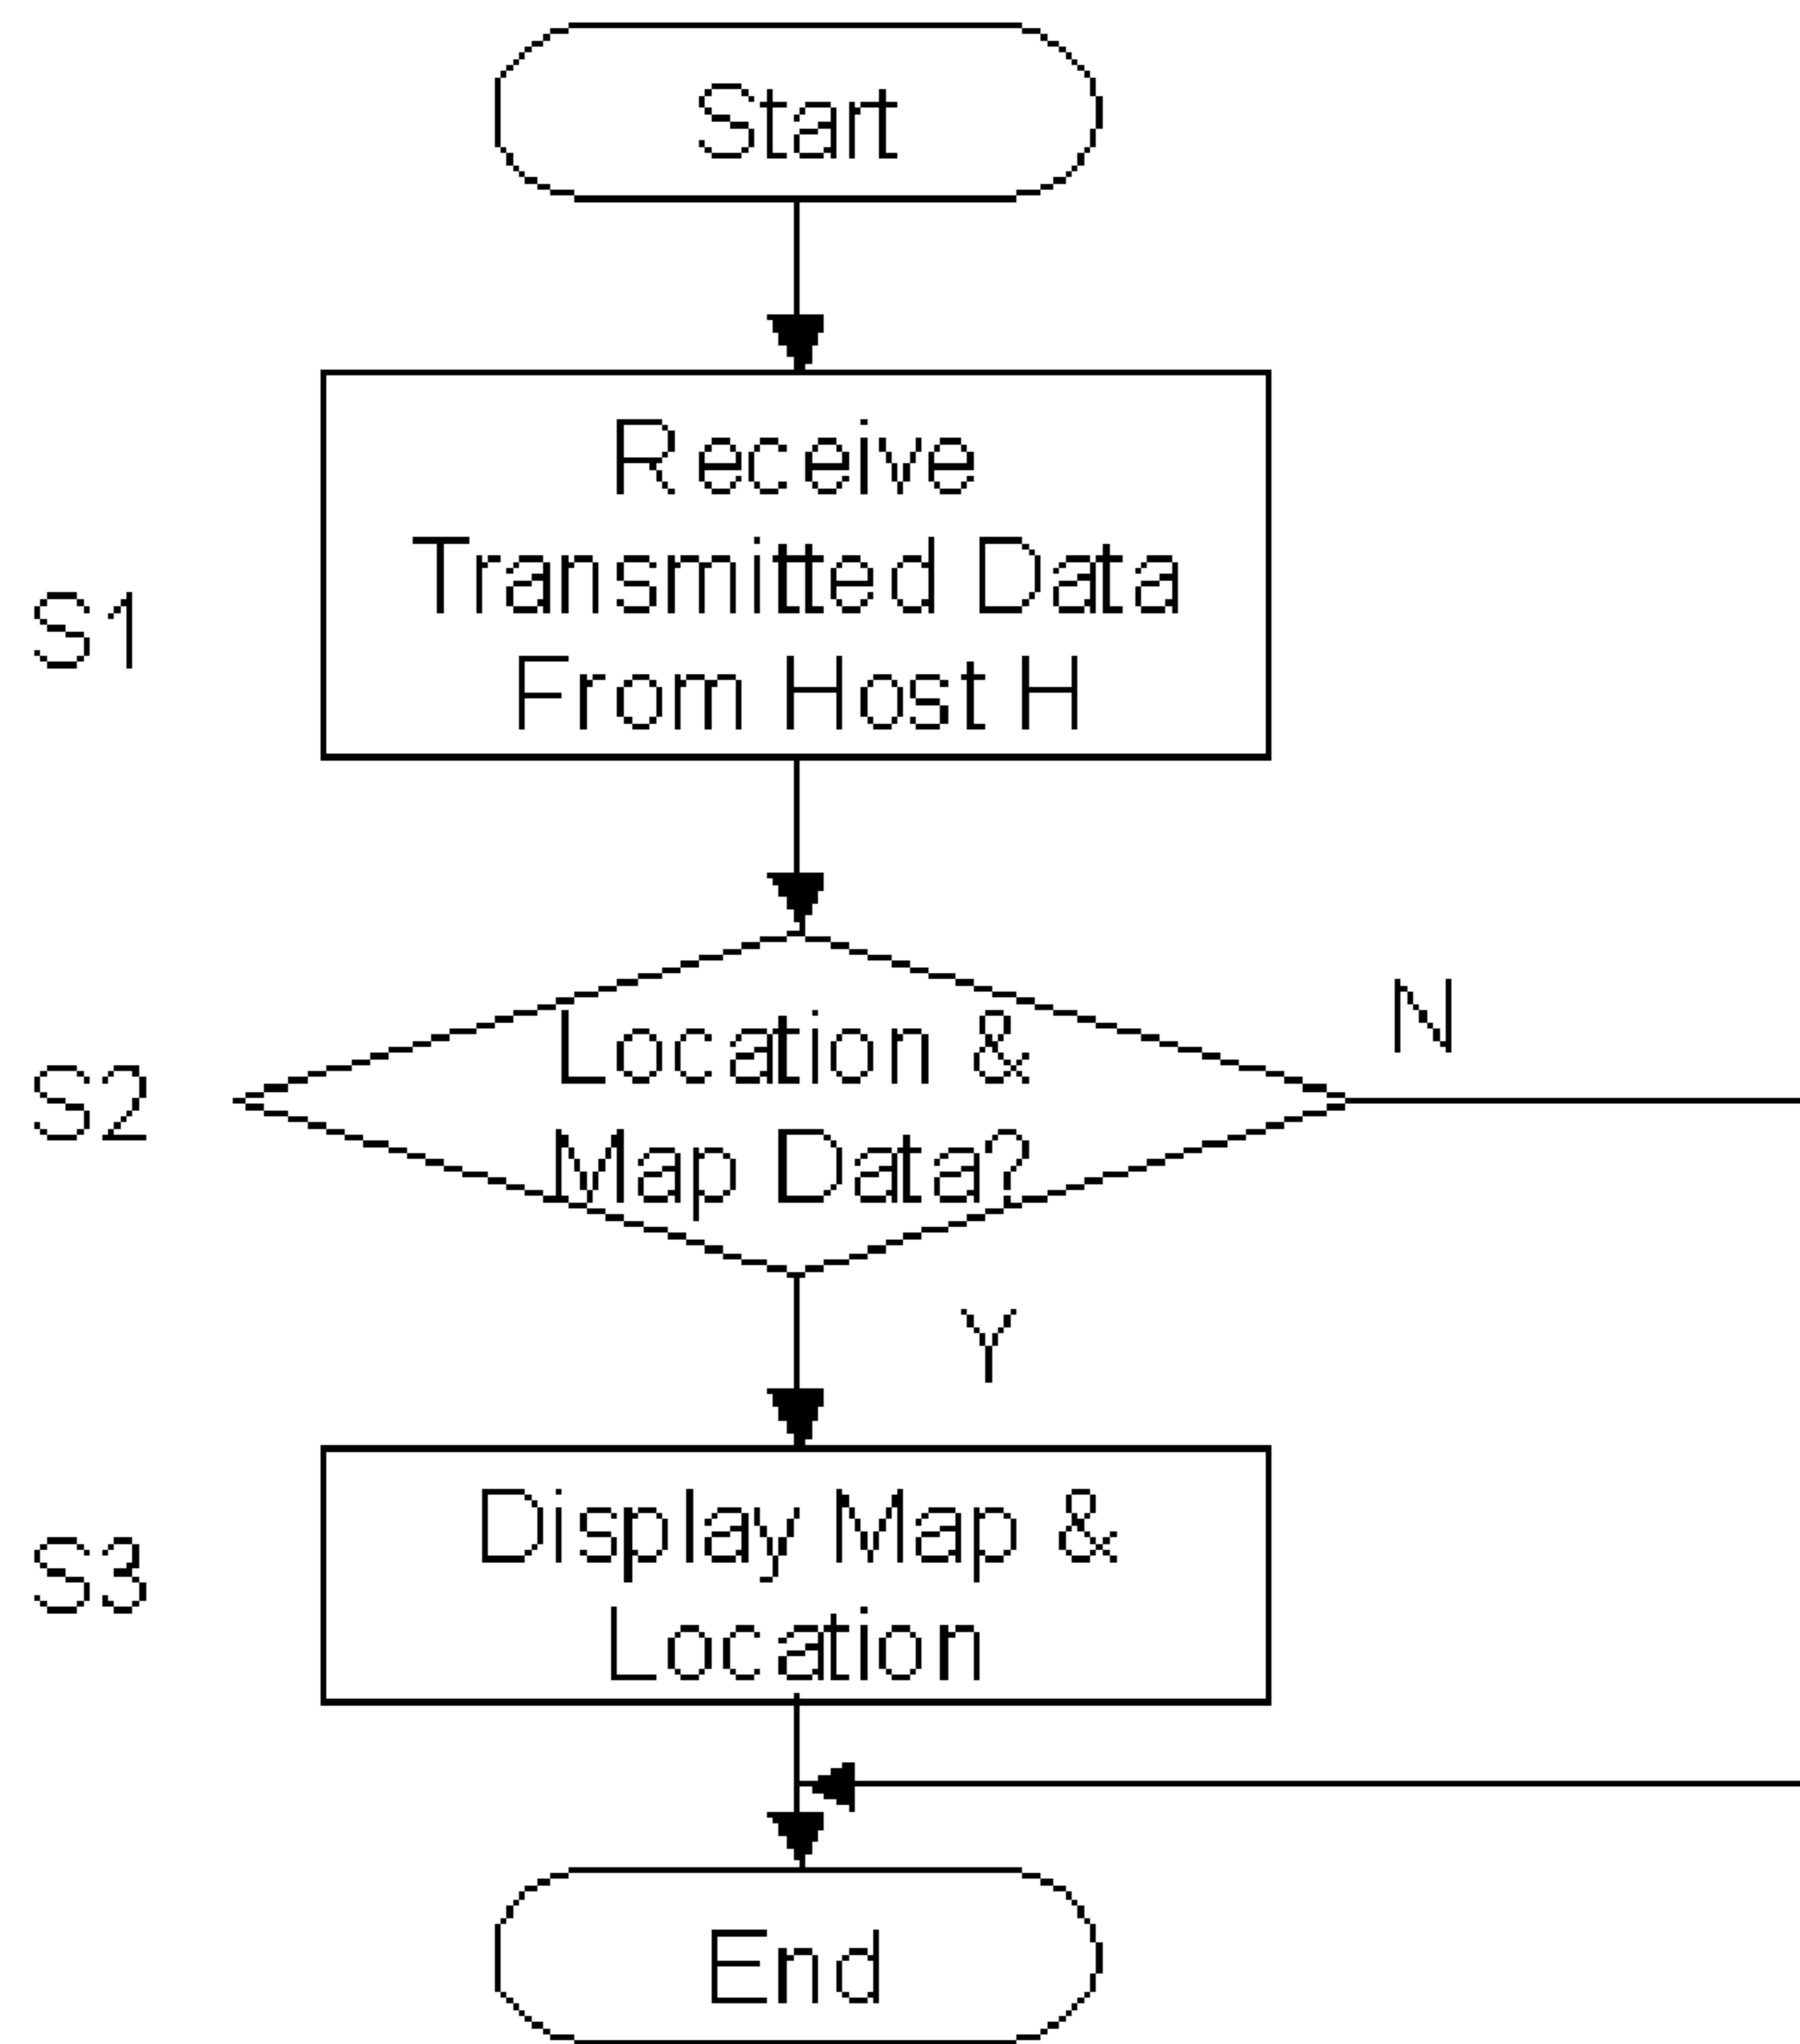 Start
S1
Receive
Transmitted Data
From Host H
S2
Location &
Map Data?
N
Y
S3
Display Map &
Location
End